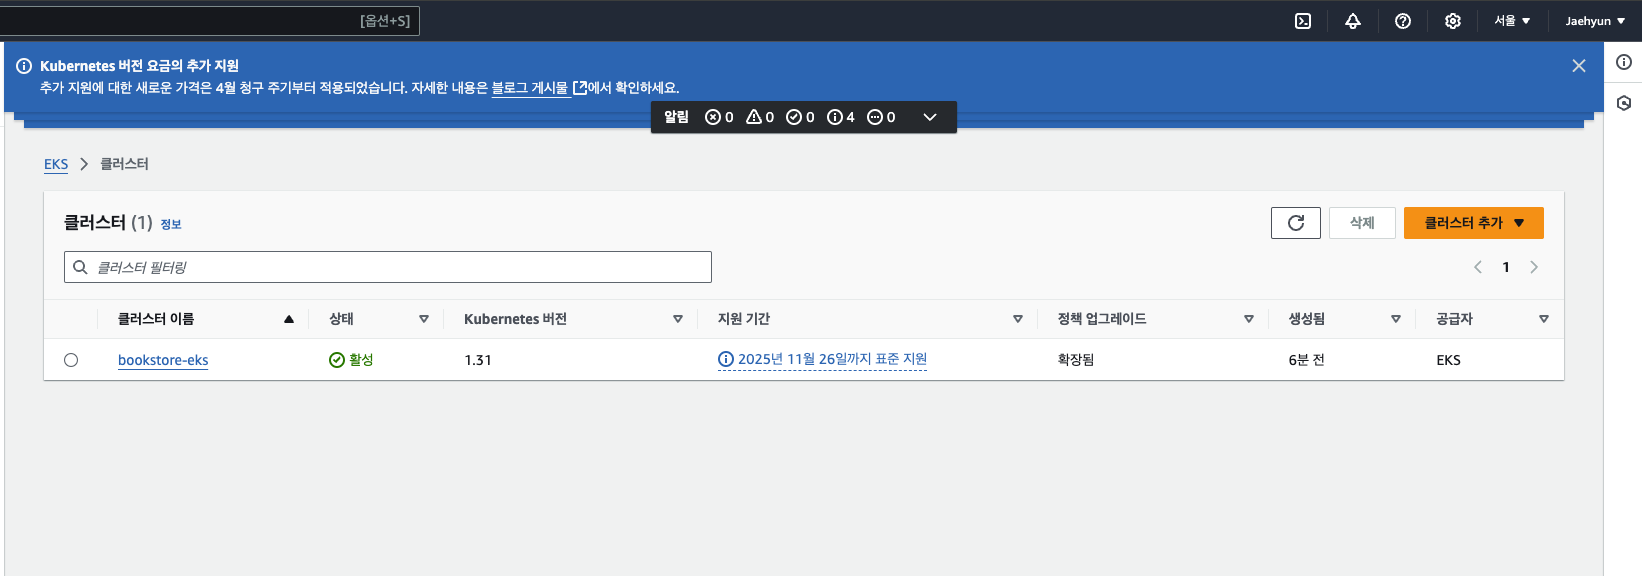 [옵션+S]
서울
Jaehyun
Kubernetes 버전 요금의 추가 지원
추가 지원에 대한 새로운 가격은 4월 청구 주기부터 적용되었습니다. 자세한 내용은 블로그 게시물에서 확인하세요.
알림 0 0 0 4 0
EKS 클러스터
클러스터 (1) 정보
삭제
클러스터 추가
클러스터 필터링
1
클러스터 이름 상태 Kubernetes 버전 지원 기간 정책 업그레이드 생성됨 공급자
bookstore-eks 활성 1.31 2025년 11월 26일까지 표준 지원 확장됨 6분 전 EKS